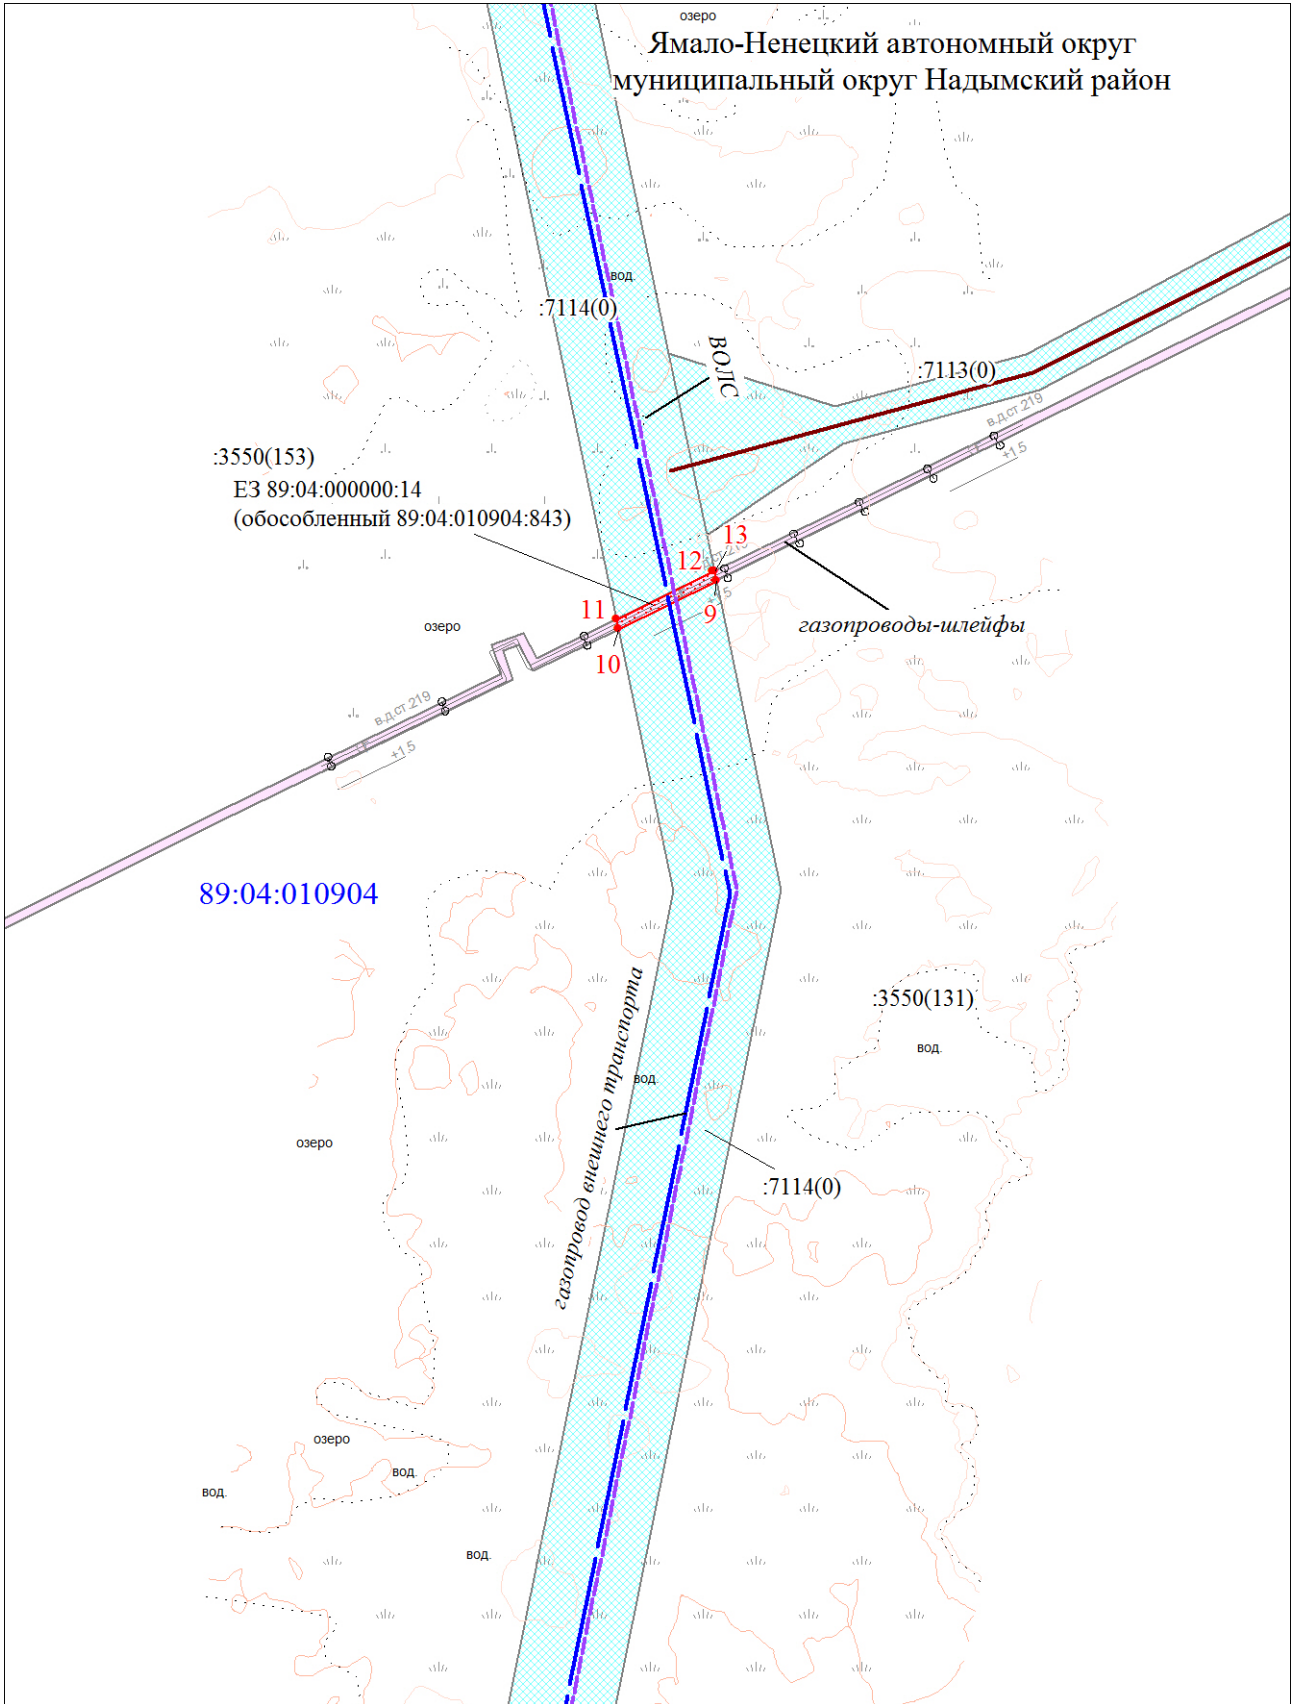 озеро
Ямало-Ненецкий автономный округ
муниципальный округ Надымский район
вод.
:7114(0)
ВОЛС
:7113(0)
в.д.ст.219
+1.5
:3550(153)
ЕЗ 89:04:000000:14
(обособленный 89:04:010904:843)
13
12
11
9
10
озеро
газопроводы-шлейфы
в.д.ст.219
+1.5
89:04:010904
газопровод внешнего транспорта
:3550(131)
вод.
вод.
озеро
:7114(0)
озеро
вод.
вод.
вод.